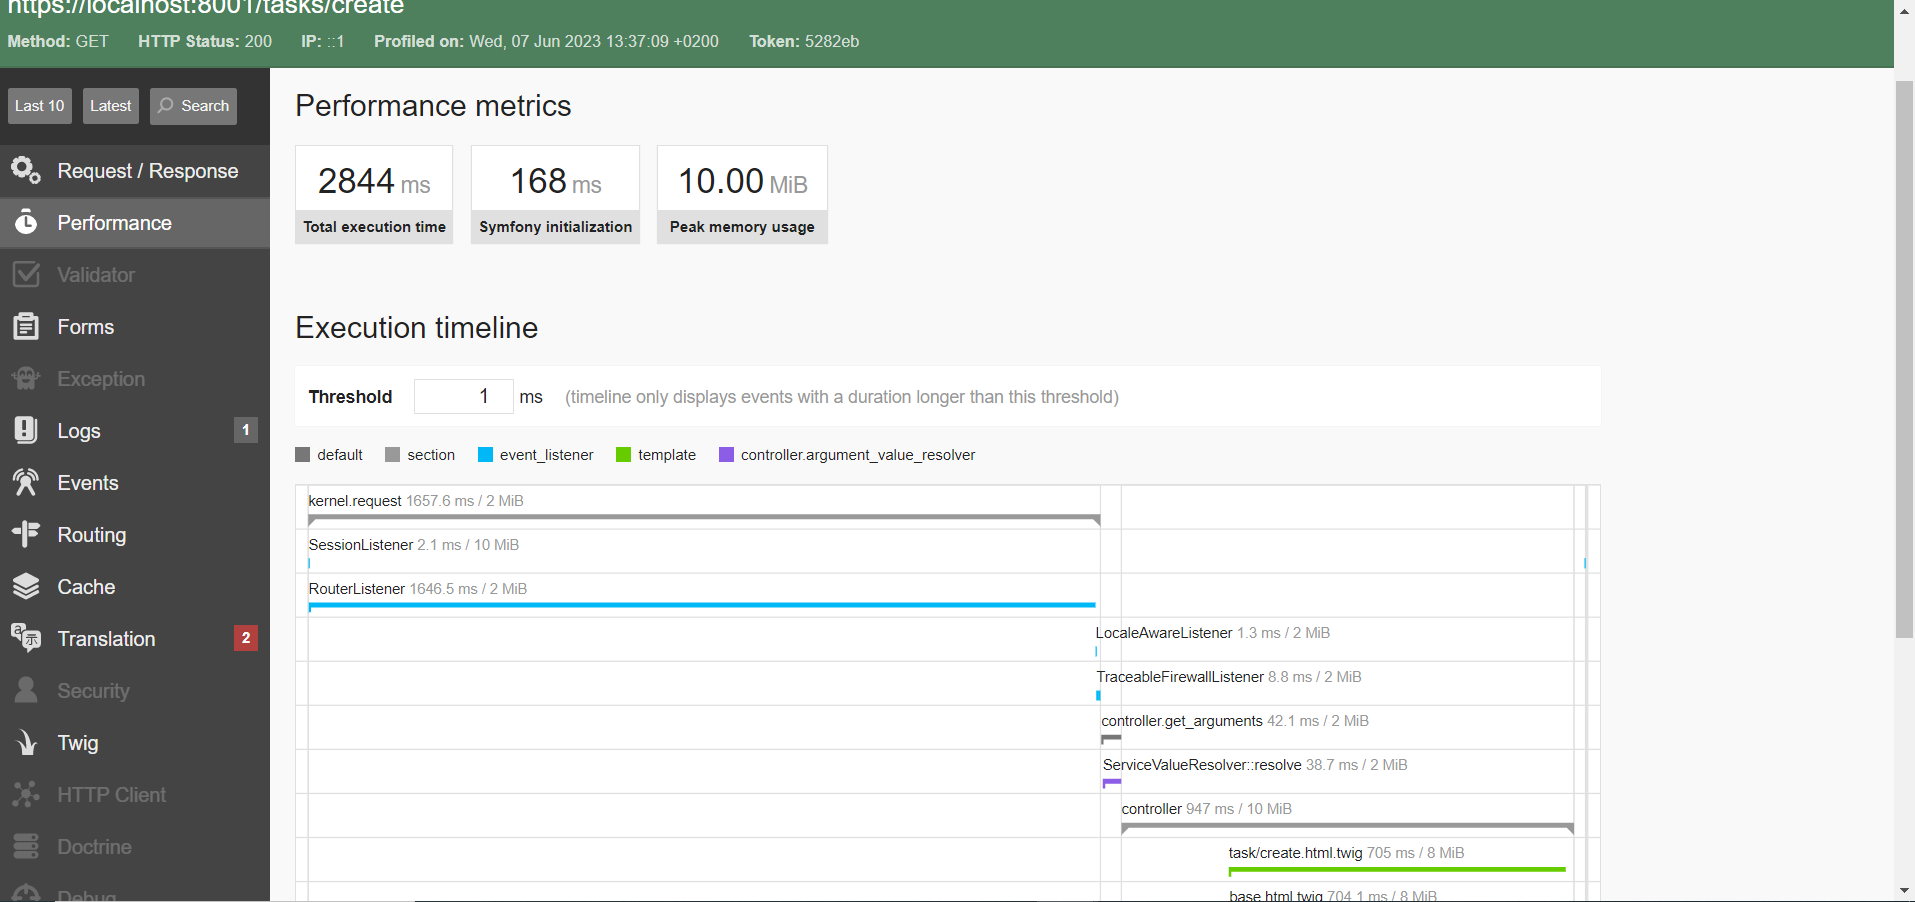 https://localhost:8001/tasks/create
Method: GET HTTP Status: 200 IP: ::1 Profiled on: Wed, 07 Jun 2023 13:37:09 +0200 Token: 5282eb
Last 10 Latest Search
Request / Response
Performance
Validator
Forms
Exception
Logs 1
Events
Routing
Cache
Translation 2
Security
Twig
HTTP Client
Doctrine
Debug
Performance metrics
2844 ms
Total execution time
168 ms
Symfony initialization
10.00 MiB
Peak memory usage
Execution timeline
Threshold 1 ms (timeline only displays events with a duration longer than this threshold)
default section event_listener template controller.argument_value_resolver
kernel.request 1657.6 ms / 2 MiB
SessionListener 2.1 ms / 10 MiB
RouterListener 1646.5 ms / 2 MiB
LocaleAwareListener 1.3 ms / 2 MiB
TraceableFirewallListener 8.8 ms / 2 MiB
controller.get_arguments 42.1 ms / 2 MiB
ServiceValueResolver::resolve 38.7 ms / 2 MiB
controller 947 ms / 10 MiB
task/create.html.twig 705 ms / 8 MiB
base.html.twig 704.1 ms / 8 MiB